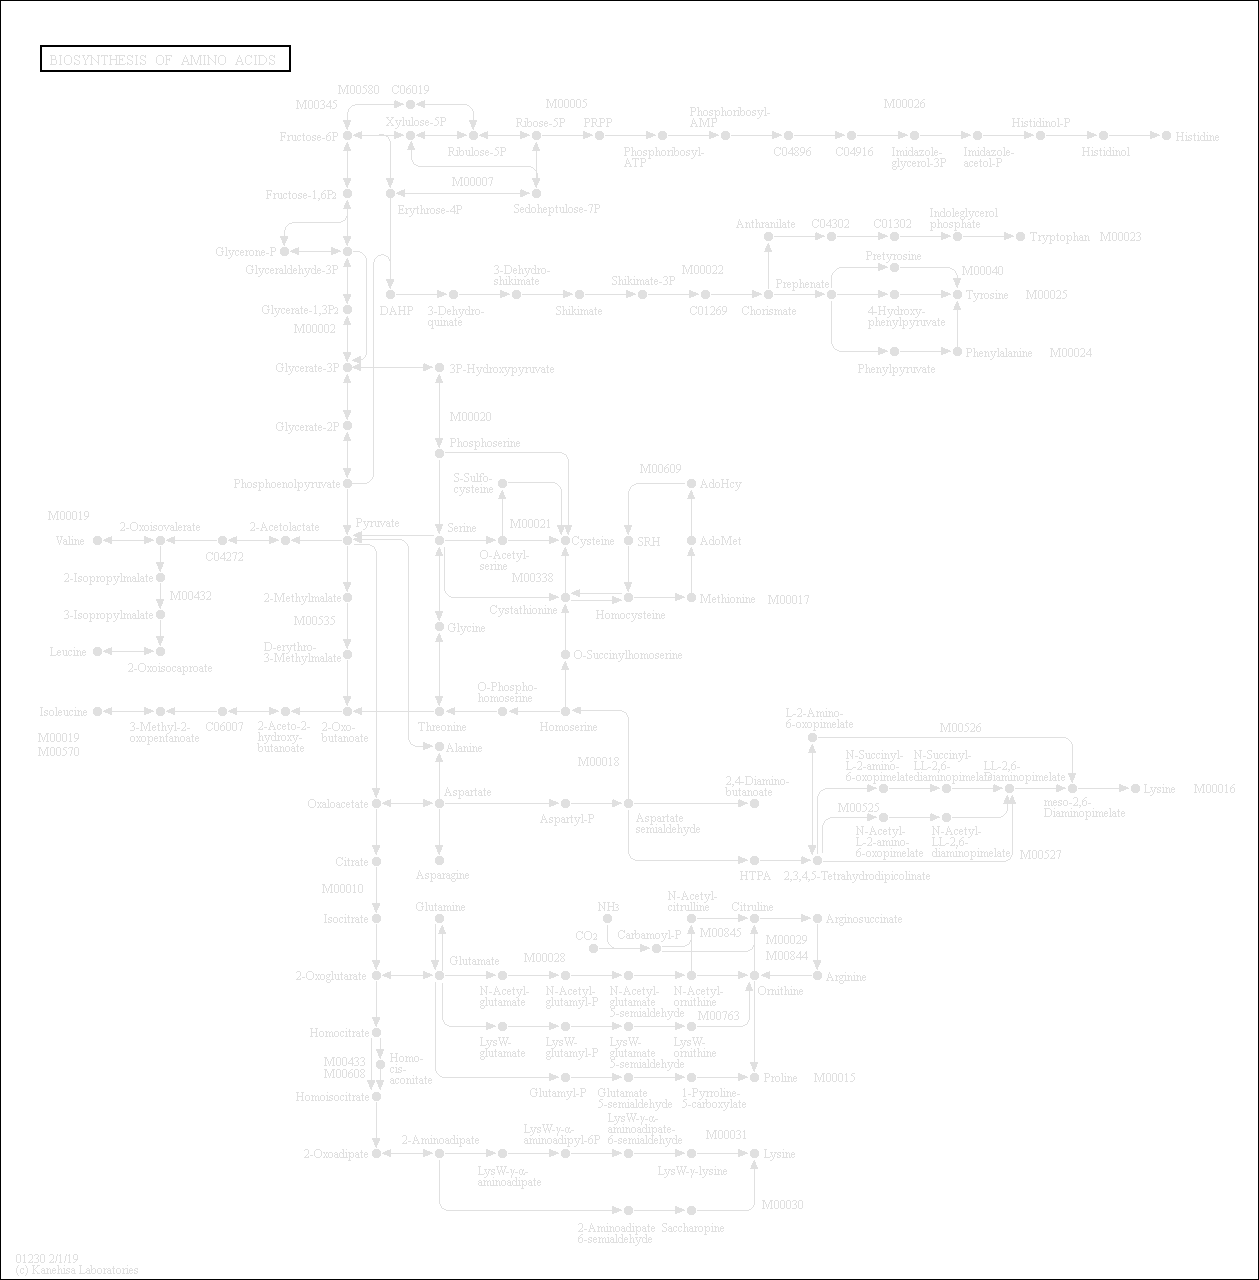 BIOSYNTHESIS OF AMINO ACIDS
M00580
C06019
M00345
M00005
Phosphoribosyl-
AMP
M00026
Fructose-6P
Xylulose-5P
Ribulose-5P
Ribose-5P
PRPP
Phosphoribosyl-
ATP
C04896
C04916
Imidazole-
glycerol-3P
Imidazole-
acetol-P
Histidinol-P
Histidinol
Histidine
M00007
Fructose-1,6P2
Erythrose-4P
Sedoheptulose-7P
Glycerone-P
Glyceraldehyde-3P
Anthranilate
C04302
C01302
Indoleglycerol
phosphate
Tryptophan
M00023
Pretyrosine
M00040
3-Dehydro-
shikimate
Shikimate-3P
M00022
Prephenate
Tyrosine
M00025
Glycerate-1,3P2
M00002
DAHP
3-Dehydro-
quinate
Shikimate
C01269
Chorismate
4-Hydroxy-
phenylpyruvate
Phenylalanine
M00024
Phenylpyruvate
Glycerate-3P
3P-Hydroxypyruvate
M00020
Glycerate-2P
Phosphoserine
Phosphoenolpyruvate
S-Sulfo-
cysteine
M00609
AdoHcy
M00019
2-Oxoisovalerate
2-Acetolactate
Pyruvate
Serine
M00021
Valine
C04272
O-Acetyl-
serine
Cysteine
SRH
AdoMet
2-Isopropylmalate
M00432
3-Isopropylmalate
Leucine
2-Oxoisocaproate
2-Methylmalate
M00535
D-erythro-
3-Methylmalate
M00338
Cystathionine
Homocysteine
Methionine
M00017
Glycine
O-Succinylhomoserine
O-Phospho-
homoserine
Isoleucine
3-Methyl-2-
oxopentanoate
C06007
2-Aceto-2-
hydroxy-
butanoate
2-Oxo-
butanoate
Threonine
Homoserine
M00019
M00570
Alanine
M00018
L-2-Amino-
6-oxopimelate
M00526
N-Succinyl-
L-2-amino-
6-oxopimelate
N-Succinyl-
LL-2,6-
diaminopimelate
LL-2,6-
Diaminopimelate
Lysine
M00016
meso-2,6-
Diaminopimelate
Oxaloacetate
Aspartate
Aspartyl-P
Aspartate
semialdehyde
2,4-Diamino-
butanoate
M00525
N-Acetyl-
L-2-amino-
6-oxopimelate
N-Acetyl-
LL-2,6-
diaminopimelate
M00527
Citrate
Asparagine
HTPA
2,3,4,5-Tetrahydrodipicolinate
M00010
Isocitrate
Glutamine
NH3
N-Acetyl-
citrulline
Citruline
Arginosuccinate
CO2
Carbamoyl-P
M00845
M00029
M00844
Glutamate
M00028
2-Oxoglutarate
N-Acetyl-
glutamate
N-Acetyl-
glutamyl-P
N-Acetyl-
glutamate
5-semialdehyde
N-Acetyl-
ornithine
Ornithine
Arginine
M00763
Homocitrate
LysW-
glutamate
LysW-
glutamyl-P
LysW-
glutamate
5-semialdehyde
LysW-
ornithine
M00433
M00608
Homo-
cis-
aconitate
Homoisocitrate
Glutamyl-P
Glutamate
5-semialdehyde
1-Pyrroline-
5-carboxylate
Proline
M00015
2-Oxoadipate
2-Aminoadipate
LysW-γ-α-
aminoadipyl-6P
LysW-γ-α-
aminoadipate-
6-semialdehyde
M00031
Lysine
LysW-γ-α-
aminoadipate
LysW-γ-lysine
M00030
2-Aminoadipate
6-semialdehyde
Saccharopine
01230 2/1/19
(c) Kanehisa Laboratories